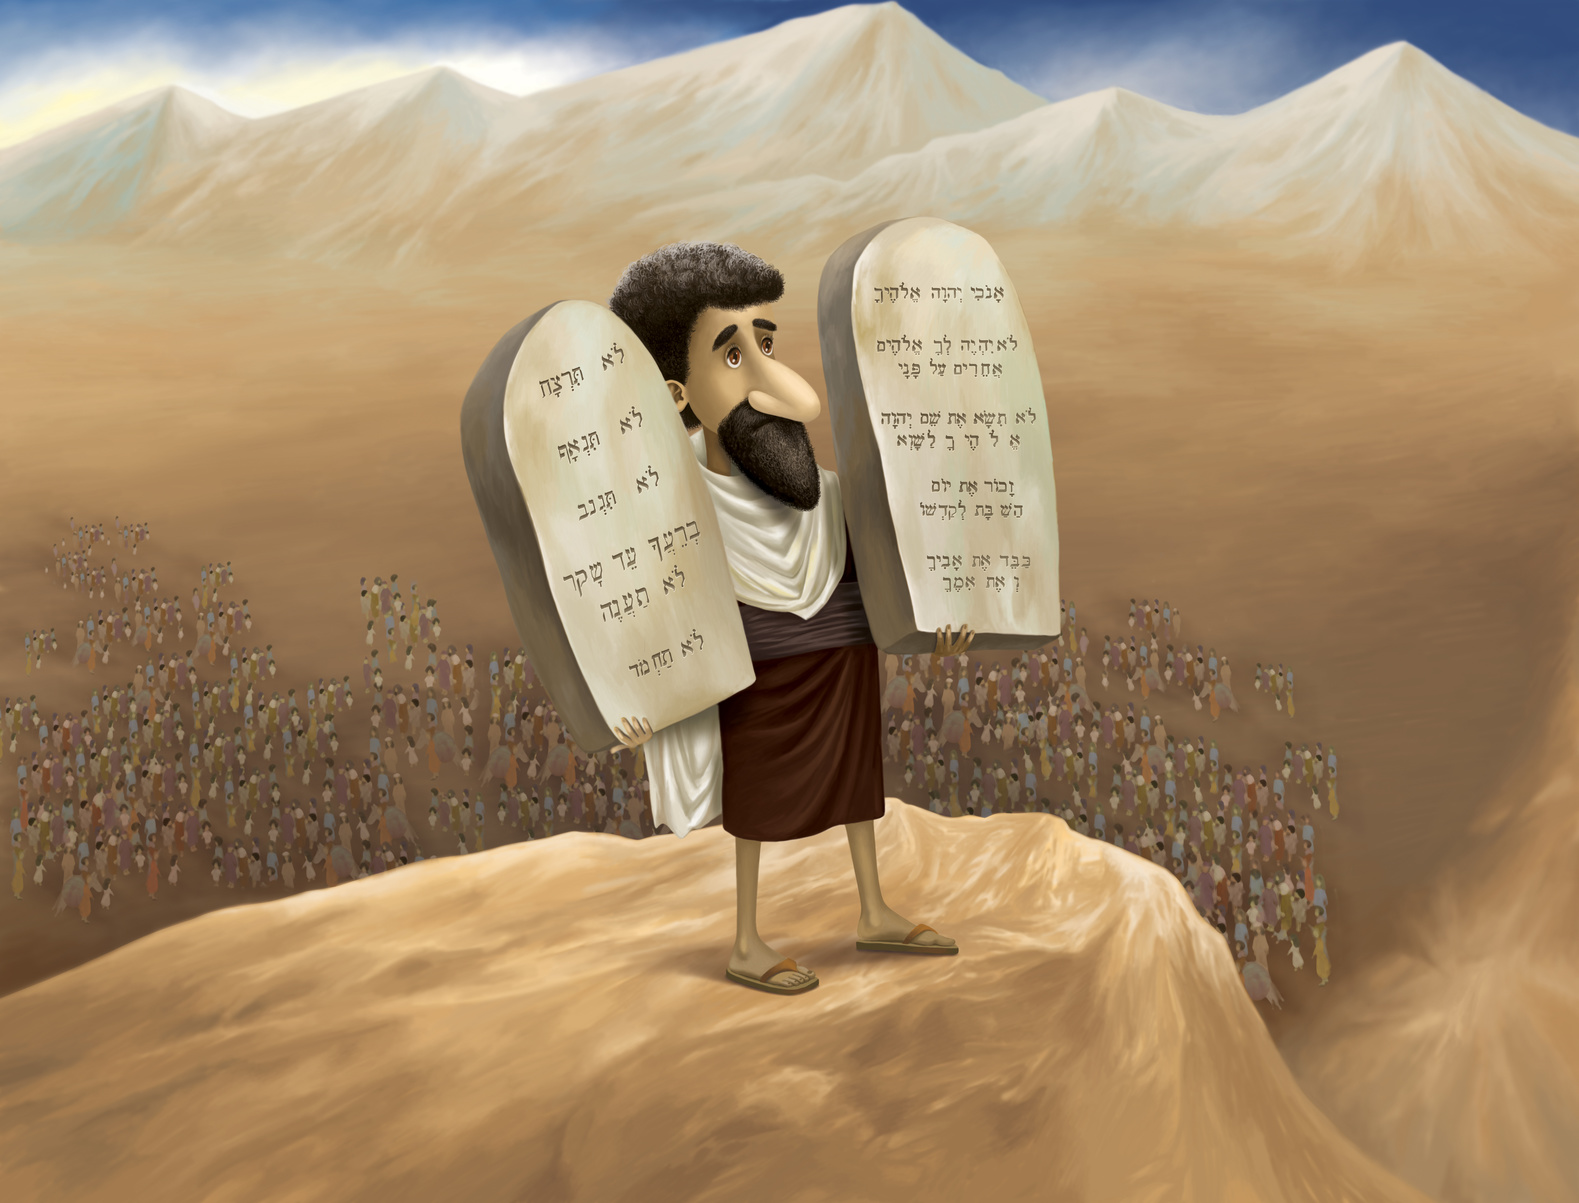 אָנֹכִי יְהוָה אֱלֹהֶיךָ
לֹא יִהְיֶה לְךָ אֱלֹהִים
אֲחֵרִים עַל פָּנָי
לֹא תִשָּׂא אֶת שֵׁם יְהוָה
אֱ לֹ הֶי ךָ לַשָּׁוְא
זָכוֹר אֶת יוֹם
הַשַּׁ בָּת לְקַדְּשׁוֹ
כַּבֵּד אֶת אָבִיךָ
וְ אֶת אִמֶּךָ
לֹא תִּרְצָח
לֹא תִּנְאָף
לֹא תִּגְנֹב
בְרֵעֲךָ עֵד שָׁקֶר
לֹא תַעֲנֶה
לֹא תַחְ מֹד